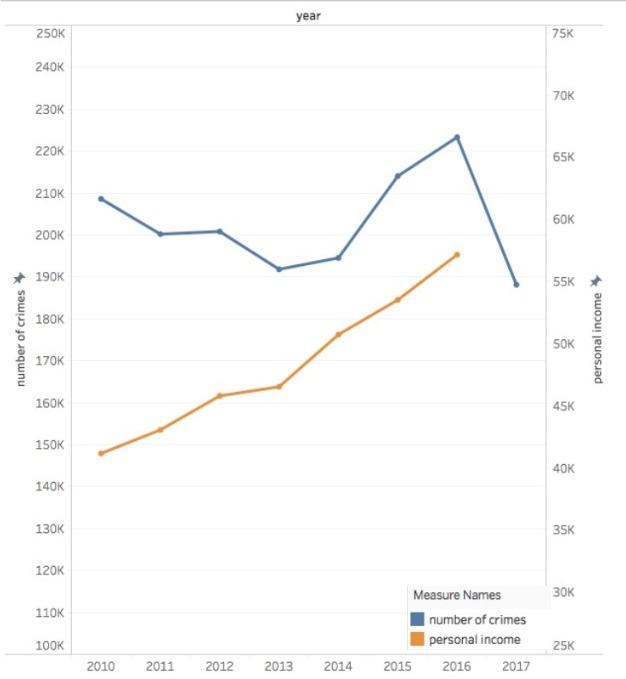 year
250K
240K
230K
220K
210K
200K
190K
180K
170K
160K
150K
140K
130K
120K
110K
100K
number of crimes
75K
70K
65K
60K
55K
50K
45K
40K
35K
30K
25K
personal income
Measure Names
number of crimes
personal income
2010 2011 2012 2013 2014 2015 2016 2017